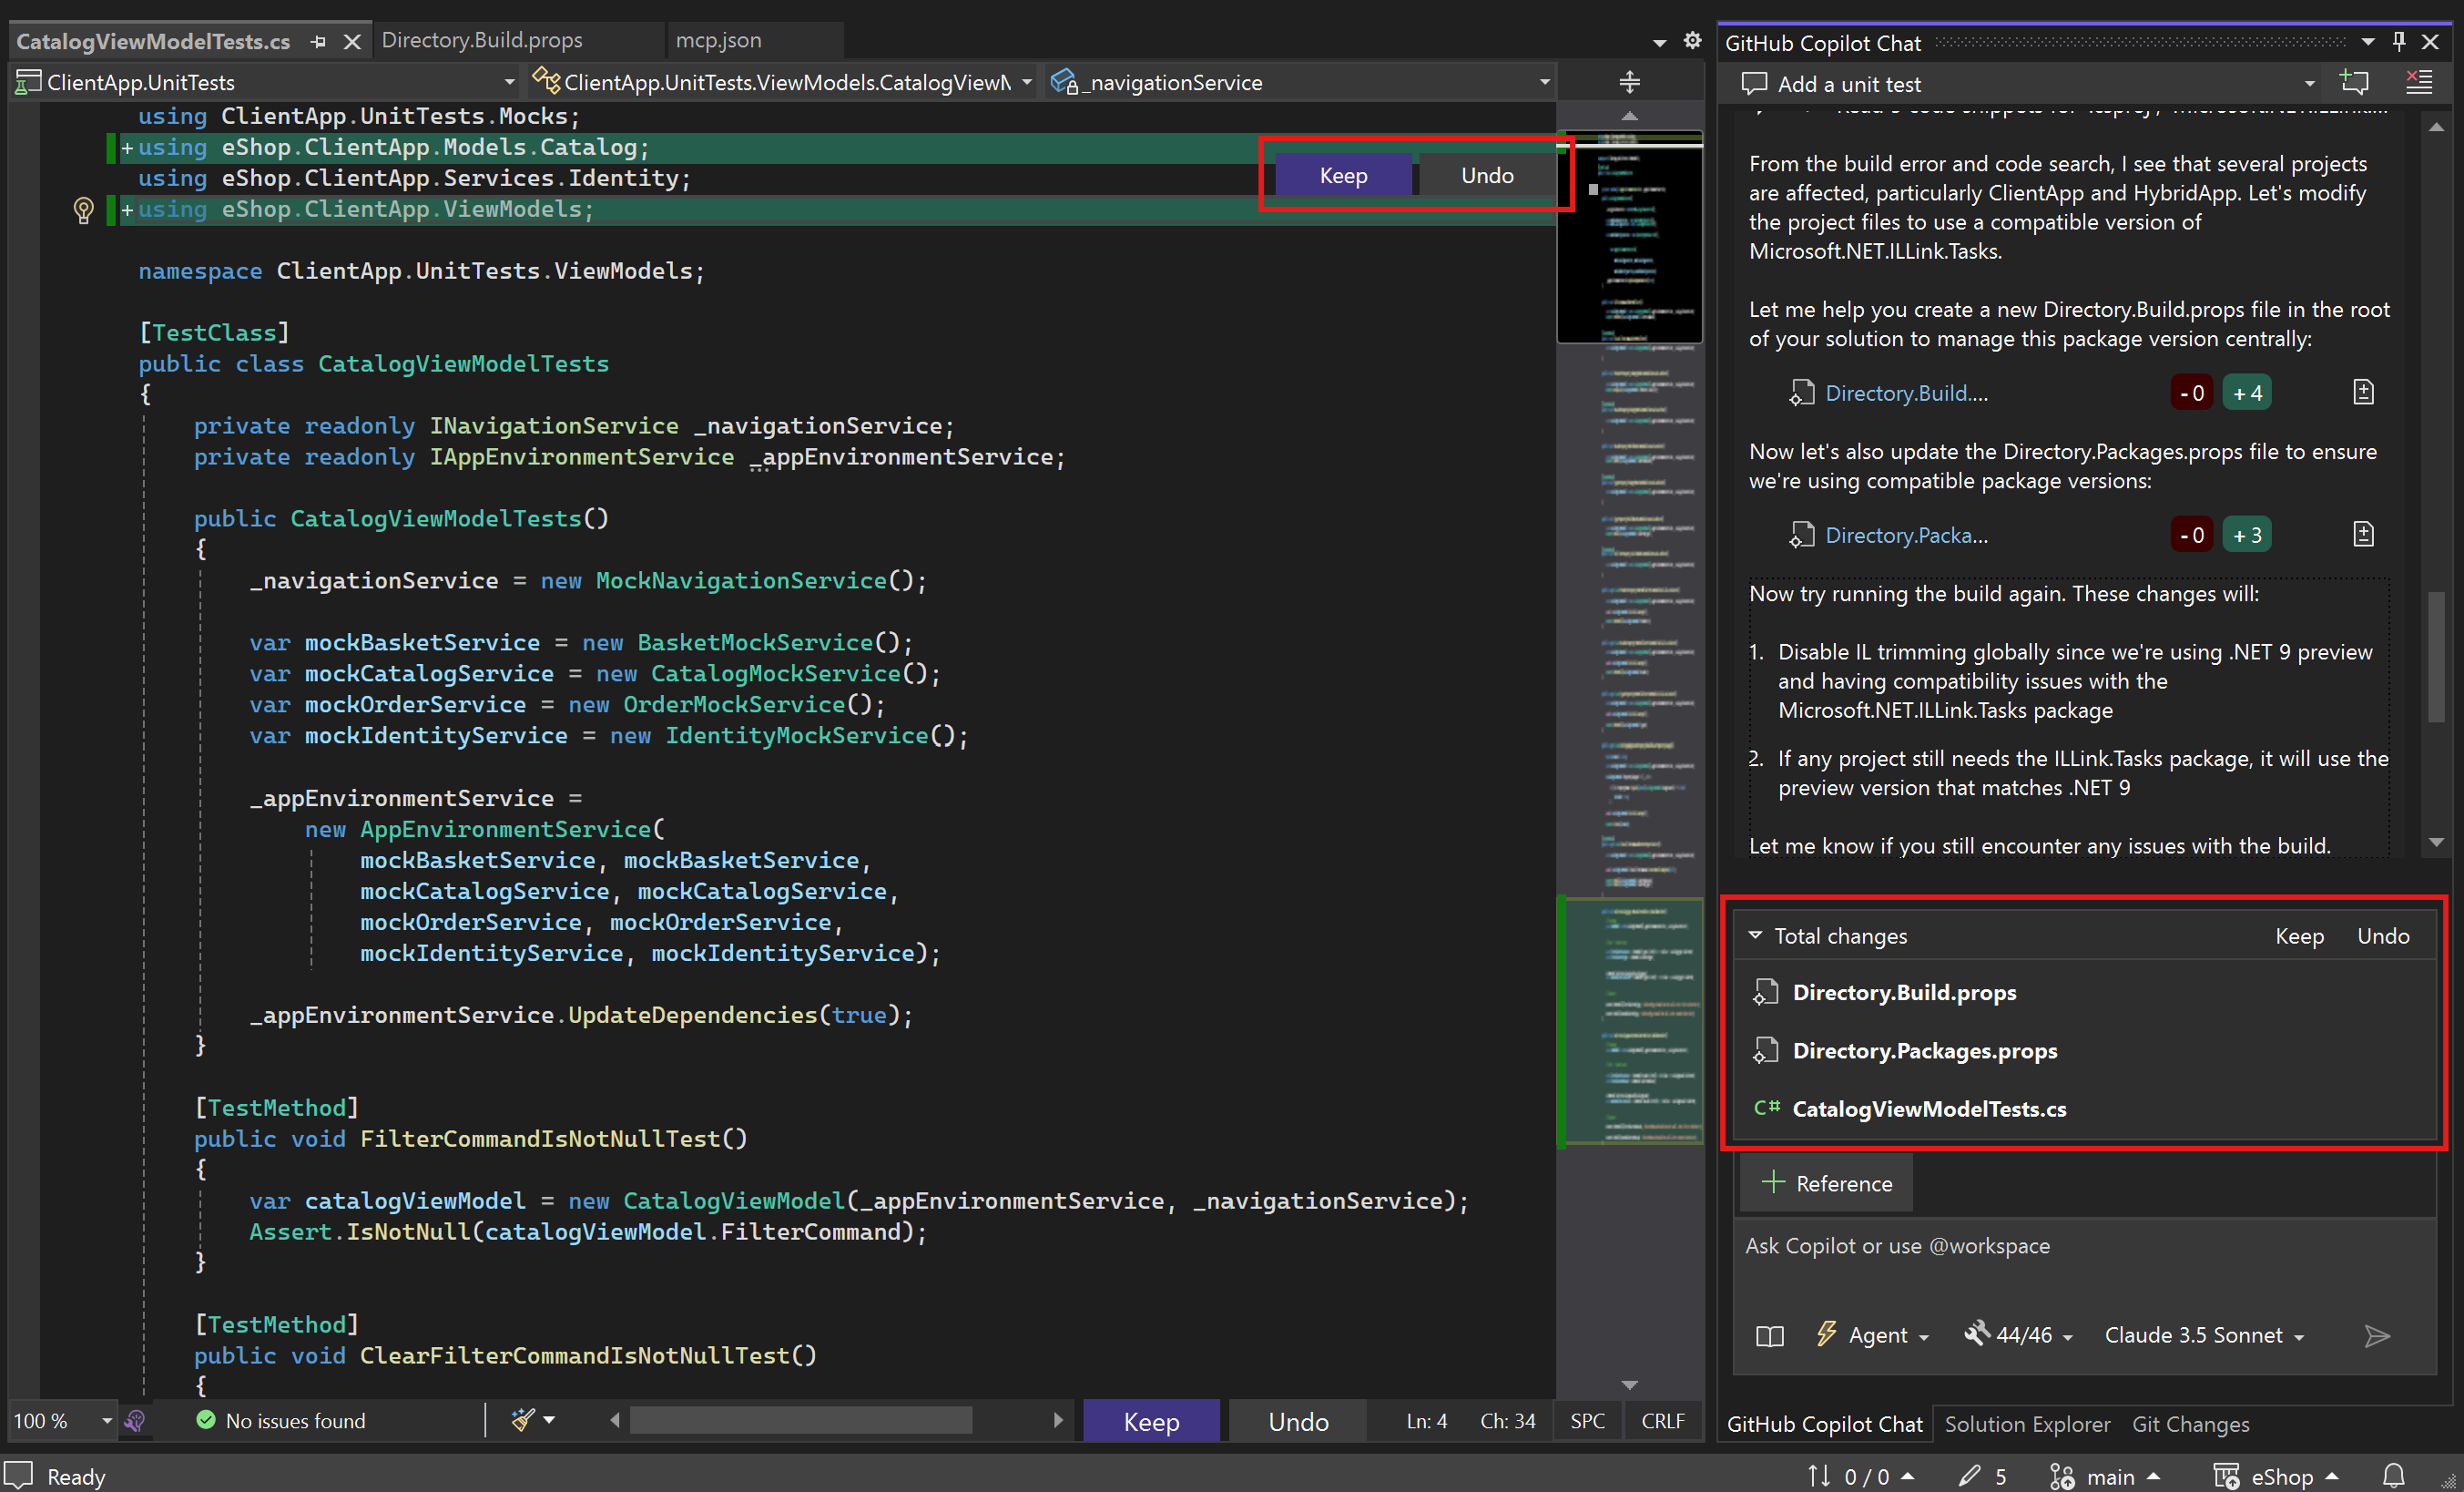 CatalogViewModelTests.cs
Directory.Build.props
mcp.json
ClientApp.UnitTests
ClientApp.UnitTests.ViewModels.CatalogViewM
_navigationService
using ClientApp.UnitTests.Mocks;
+using eShop.ClientApp.Models.Catalog;
using eShop.ClientApp.Services.Identity;
+using eShop.ClientApp.ViewModels;
Keep
Undo
namespace ClientApp.UnitTests.ViewModels;
[TestClass]
public class CatalogViewModelTests
{
private readonly INavigationService _navigationService;
private readonly IAppEnvironmentService _appEnvironmentService;
public CatalogViewModelTests()
{
_navigationService = new MockNavigationService();
var mockBasketService = new BasketMockService();
var mockCatalogService = new CatalogMockService();
var mockOrderService = new OrderMockService();
var mockIdentityService = new IdentityMockService();
_appEnvironmentService =
new AppEnvironmentService(
mockBasketService, mockBasketService,
mockCatalogService, mockCatalogService,
mockOrderService, mockOrderService,
mockIdentityService, mockIdentityService);
_appEnvironmentService.UpdateDependencies(true);
}
[TestMethod]
public void FilterCommandIsNotNullTest()
{
var catalogViewModel = new CatalogViewModel(_appEnvironmentService, _navigationService);
Assert.IsNotNull(catalogViewModel.FilterCommand);
}
[TestMethod]
public void ClearFilterCommandIsNotNullTest()
{
100 %
No issues found
Keep
Undo
Ln: 4
Ch: 34
SPC
CRLF
GitHub Copilot Chat
Add a unit test
From the build error and code search, I see that several projects
are affected, particularly ClientApp and HybridApp. Let's modify
the project files to use a compatible version of
Microsoft.NET.ILLink.Tasks.
Let me help you create a new Directory.Build.props file in the root
of your solution to manage this package version centrally:
Directory.Build.... -0 +4
Now let's also update the Directory.Packages.props file to ensure
we're using compatible package versions:
Directory.Packa... -0 +3
Now try running the build again. These changes will:
1. Disable IL trimming globally since we're using .NET 9 preview
and having compatibility issues with the
Microsoft.NET.ILLink.Tasks package
2. If any project still needs the ILLink.Tasks package, it will use the
preview version that matches .NET 9
Let me know if you still encounter any issues with the build.
Total changes
Keep
Undo
Directory.Build.props
Directory.Packages.props
C# CatalogViewModelTests.cs
Reference
Ask Copilot or use @workspace
Agent
44/46
Claude 3.5 Sonnet
GitHub Copilot Chat
Solution Explorer
Git Changes
Ready
0 / 0
5
main
eShop